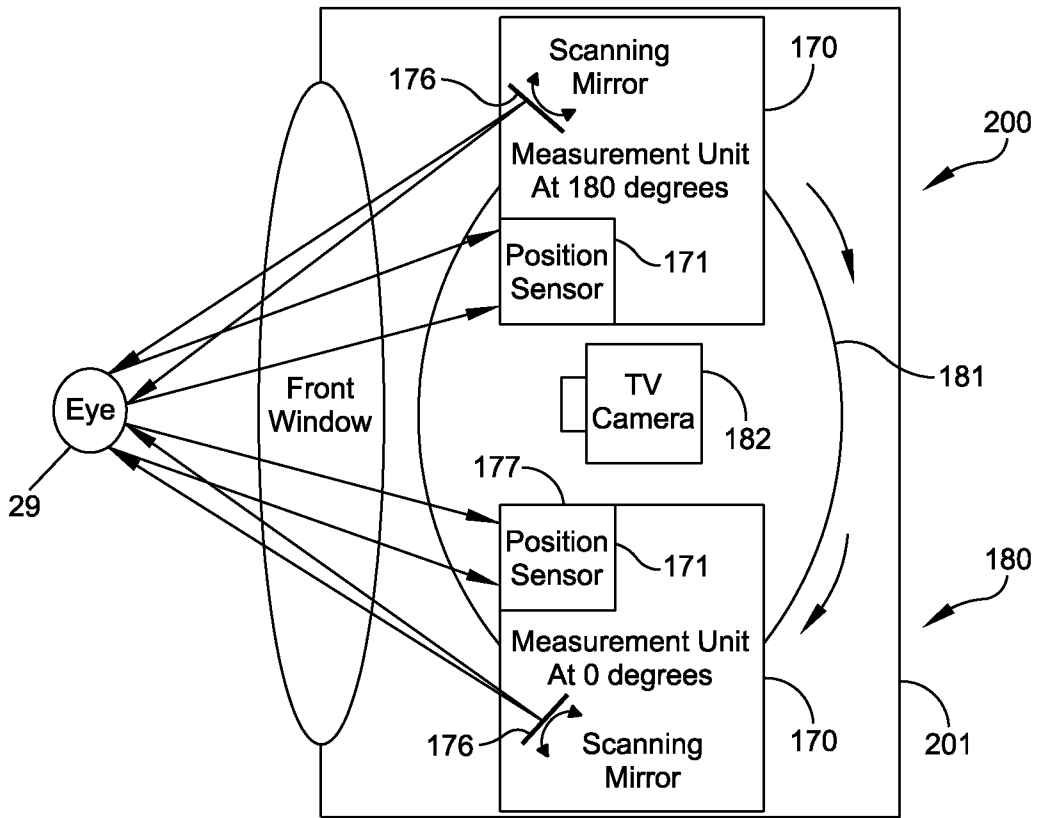 Scanning
Mirror
176
170
200
Measurement Unit
At 180 degrees
Position
Sensor
171
181
TV
Camera
182
Front
Window
Eye
29
177
Position
Sensor
171
180
Measurement Unit
At 0 degrees
176
Scanning
Mirror
170
201